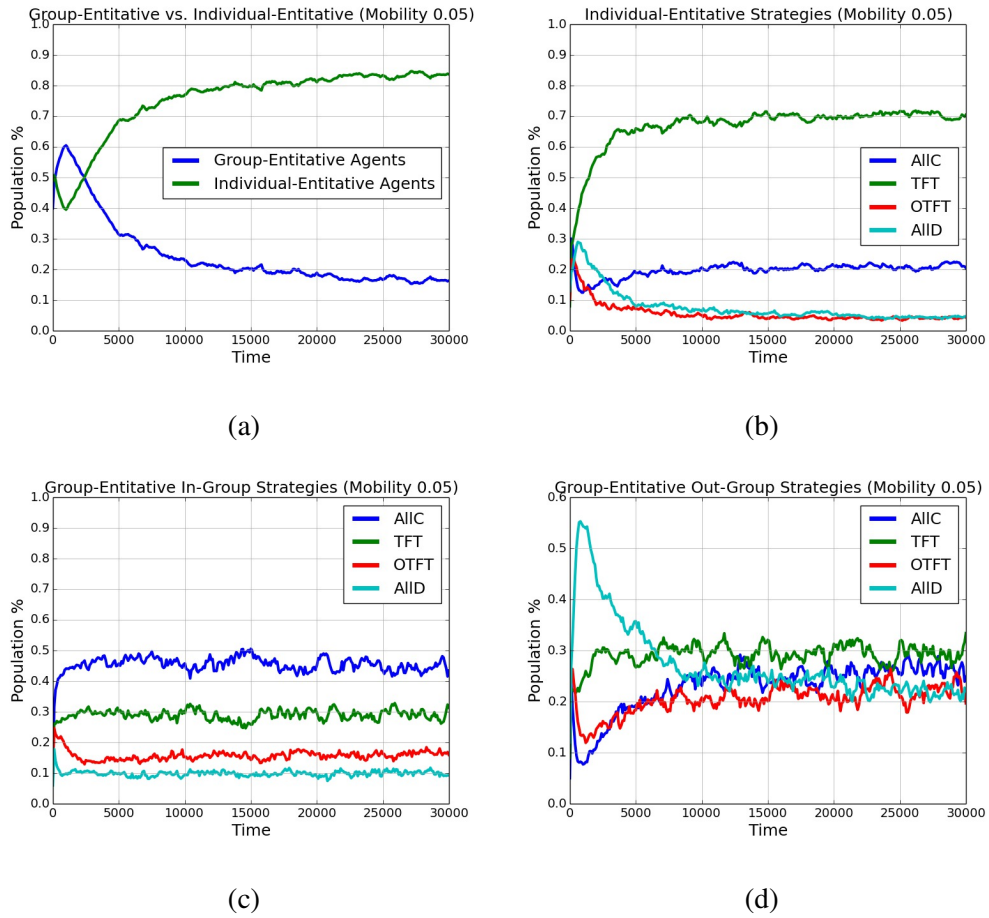 Group-Entitative vs. Individual-Entitative (Mobility 0.05)
1.0
0.9
0.8
0.7
0.6
0.5
0.4
0.3
0.2
0.1
0.0
Population %
Group-Entitative Agents
Individual-Entitative Agents
0 5000 10000 15000 20000 25000 30000
Time
(a)
Individual-Entitative Strategies (Mobility 0.05)
1.0
0.9
0.8
0.7
0.6
0.5
0.4
0.3
0.2
0.1
0.0
Population %
AllC
TFT
OTFT
AllD
0 5000 10000 15000 20000 25000 30000
Time
(b)
Group-Entitative In-Group Strategies (Mobility 0.05)
1.0
0.9
0.8
0.7
0.6
0.5
0.4
0.3
0.2
0.1
0.0
Population %
AllC
TFT
OTFT
AllD
0 5000 10000 15000 20000 25000 30000
Time
(c)
Group-Entitative Out-Group Strategies (Mobility 0.05)
0.6
0.5
0.4
0.3
0.2
0.1
0.0
Population %
AllC
TFT
OTFT
AllD
0 5000 10000 15000 20000 25000 30000
Time
(d)